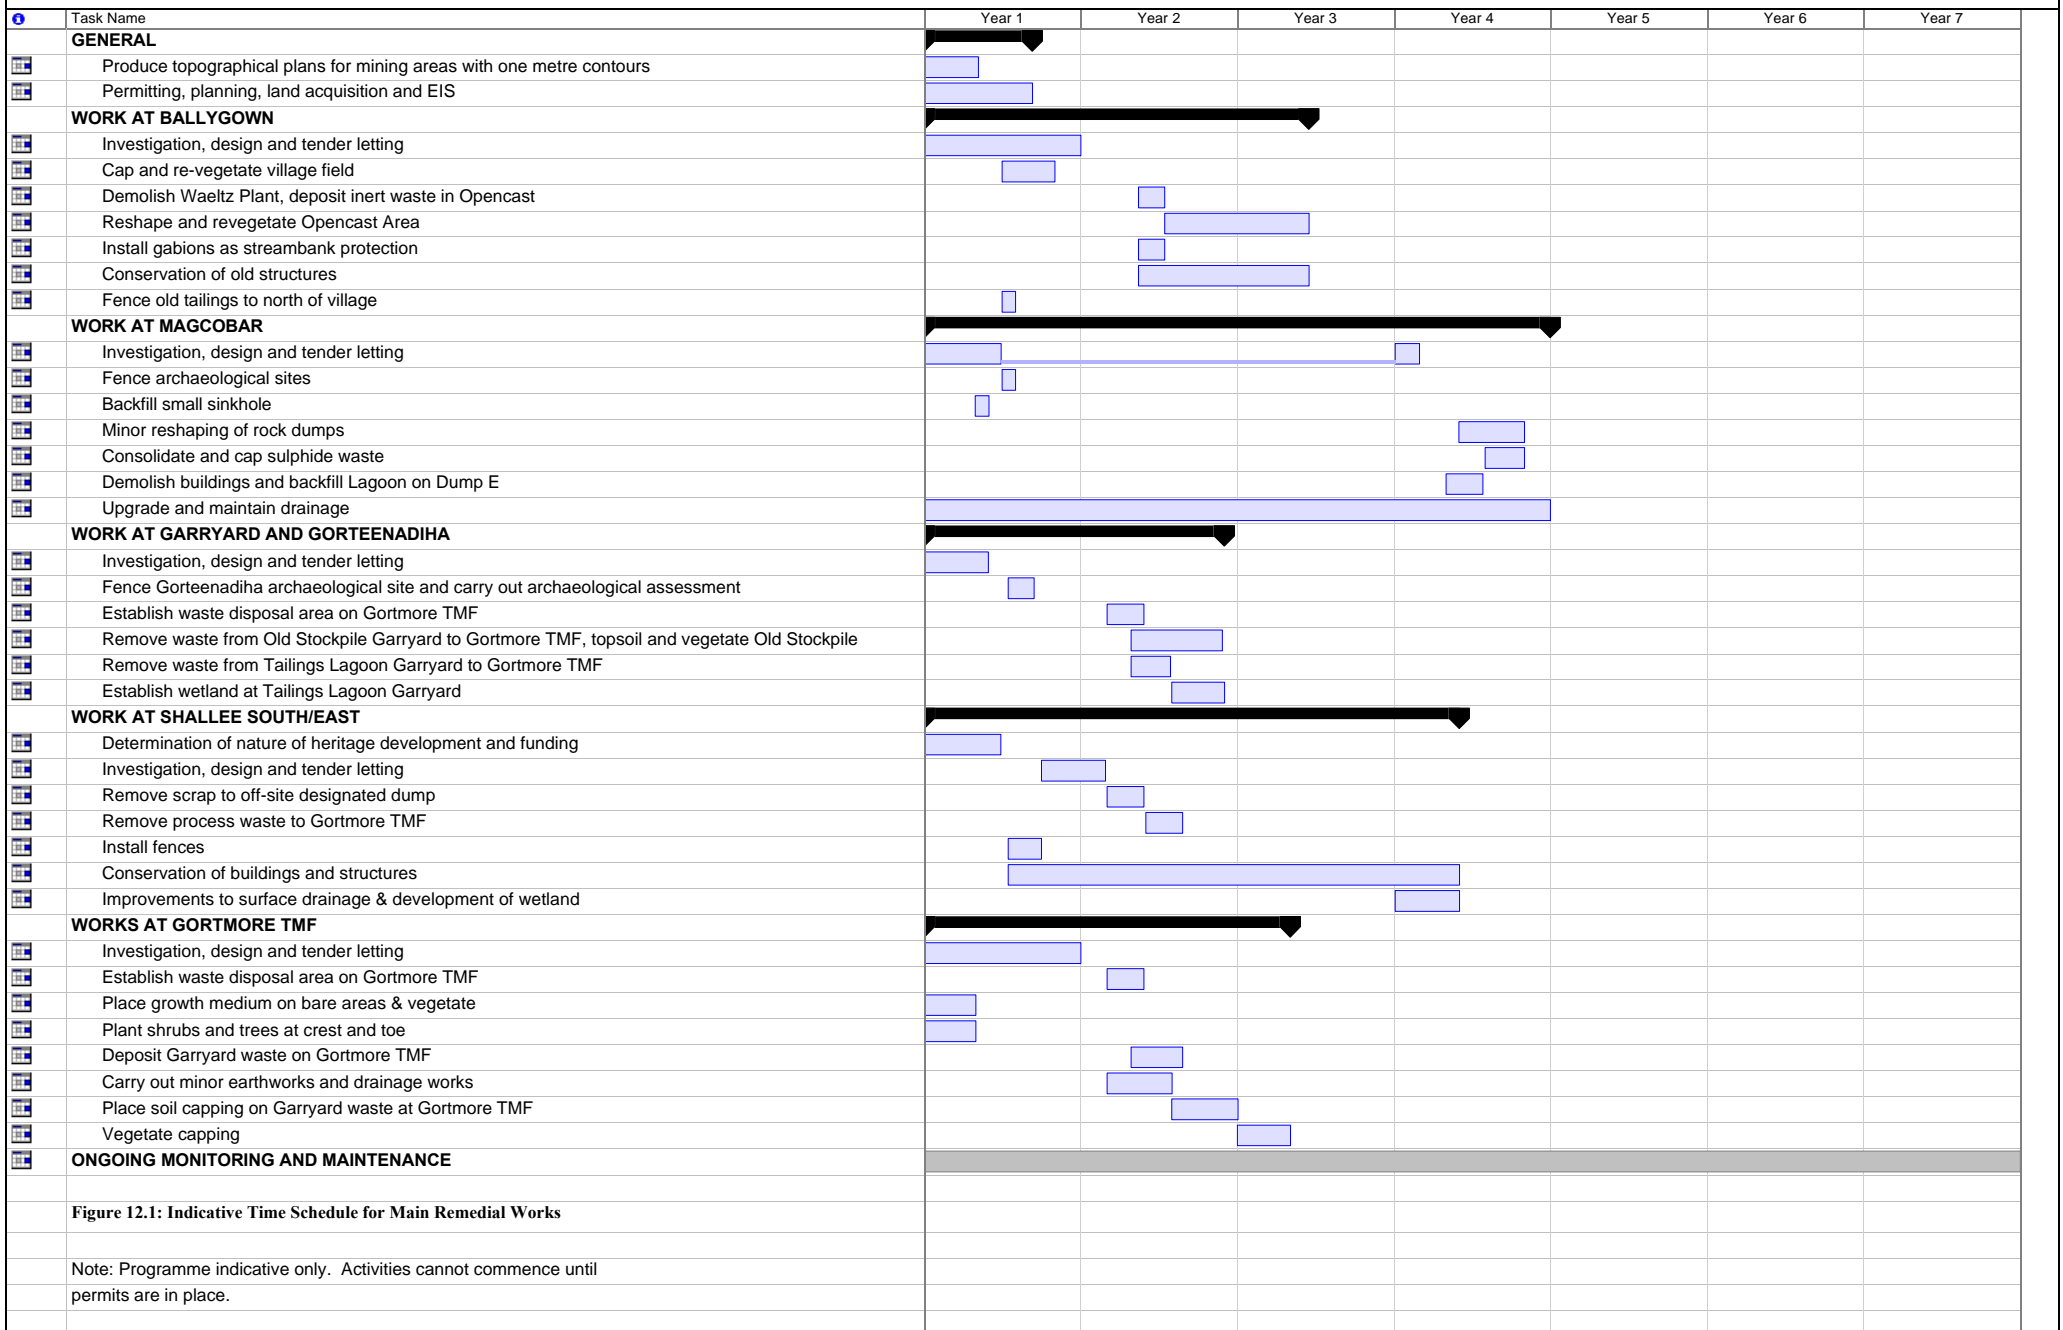 Task Name Year 1 Year 2 Year 3 Year 4 Year 5 Year 6 Year 7
GENERAL
Produce topographical plans for mining areas with one metre contours
Permitting, planning, land acquisition and EIS
WORK AT BALLYGOWN
Investigation, design and tender letting
Cap and re-vegetate village field
Demolish Waeltz Plant, deposit inert waste in Opencast
Reshape and revegetate Opencast Area
Install gabions as streambank protection
Conservation of old structures
Fence old tailings to north of village
WORK AT MAGCOBAR
Investigation, design and tender letting
Fence archaeological sites
Backfill small sinkhole
Minor reshaping of rock dumps
Consolidate and cap sulphide waste
Demolish buildings and backfill Lagoon on Dump E
Upgrade and maintain drainage
WORK AT GARRYARD AND GORTEENADIHA
Investigation, design and tender letting
Fence Gorteenadiha archaeological site and carry out archaeological assessment
Establish waste disposal area on Gortmore TMF
Remove waste from Old Stockpile Garryard to Gortmore TMF, topsoil and vegetate Old Stockpile
Remove waste from Tailings Lagoon Garryard to Gortmore TMF
Establish wetland at Tailings Lagoon Garryard
WORK AT SHALLEE SOUTH/EAST
Determination of nature of heritage development and funding
Investigation, design and tender letting
Remove scrap to off-site designated dump
Remove process waste to Gortmore TMF
Install fences
Conservation of buildings and structures
Improvements to surface drainage & development of wetland
WORKS AT GORTMORE TMF
Investigation, design and tender letting
Establish waste disposal area on Gortmore TMF
Place growth medium on bare areas & vegetate
Plant shrubs and trees at crest and toe
Deposit Garryard waste on Gortmore TMF
Carry out minor earthworks and drainage works
Place soil capping on Garryard waste at Gortmore TMF
Vegetate capping
ONGOING MONITORING AND MAINTENANCE
Figure 12.1: Indicative Time Schedule for Main Remedial Works
Note: Programme indicative only.  Activities cannot commence until
permits are in place.